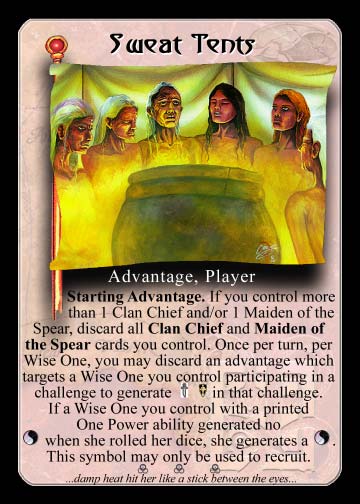 Sweat Tents
Advantage, Player
Starting Advantage. If you control more
than 1 Clan Chief and/or 1 Maiden of the
Spear, discard all Clan Chief and Maiden of
the Spear cards you control. Once per turn, per
Wise One, you may discard an advantage which
targets a Wise One you control participating in a
challenge to generate in that challenge.
If a Wise One you control with a printed
One Power ability generated no
when she rolled her dice, she generates a .
This symbol may only be used to recruit.
...damp heat hit her like a stick between the eyes...